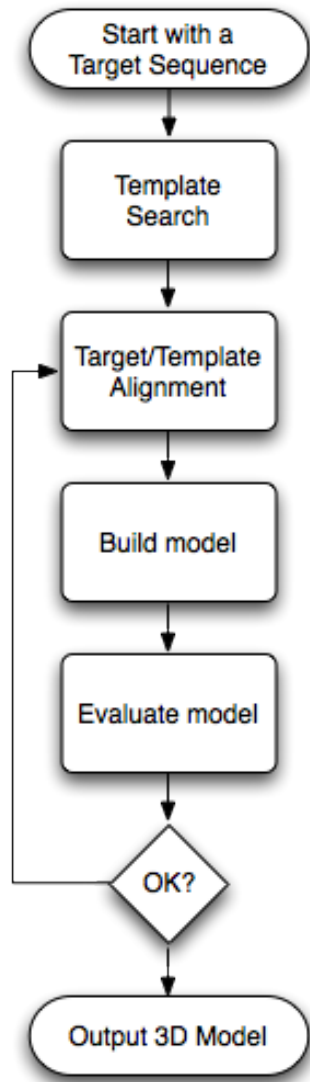 Start with a
Target Sequence
Template
Search
Target/Template
Alignment
Build model
Evaluate model
OK?
Output 3D Model